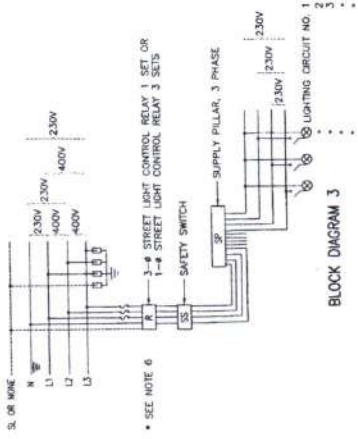 SL OR NONE
N
L1
L2
L3
230V
400V
400V
230V
400V
230V
3-ø STREET LIGHT CONTROL RELAY 1 SET OR
1-ø STREET LIGHT CONTROL RELAY 3 SETS
R
* SEE NOTE 6
SAFETY SWITCH
SS
SUPPLY PILLAR, 3 PHASE
SP
230V
230V
230V
LIGHTING CIRCUIT NO. 1
2
3
BLOCK DIAGRAM 3